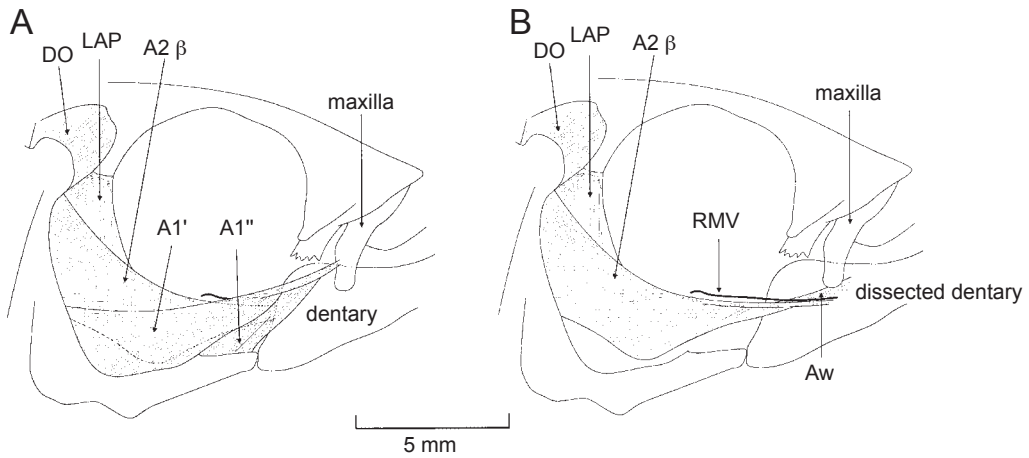 A
DO
LAP
A2 β
maxilla
A1'
A1"
dentary
B
DO
LAP
A2 β
maxilla
RMV
dissected dentary
Aw
5 mm